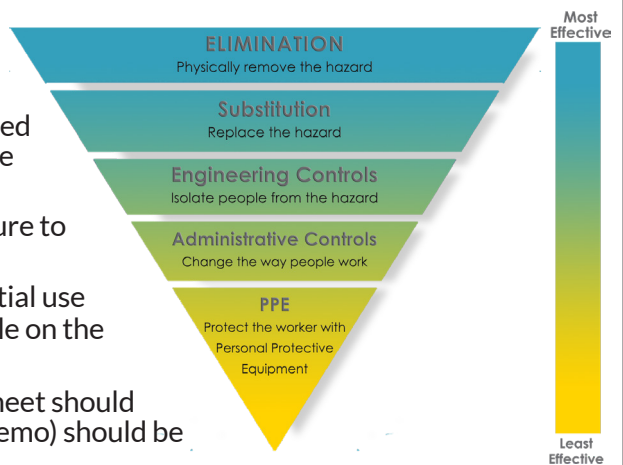 Most
Effective
ELIMINATION
Physically remove the hazard
Substitution
Replace the hazard
ed
e
Engineering Controls
Isolate people from the hazard
ure to
Administrative Controls
Change the way people work
tial use
le on the
PPE
Protect the worker with
Personal Protective
Equipment
heet should
emo) should be
Least
Effective